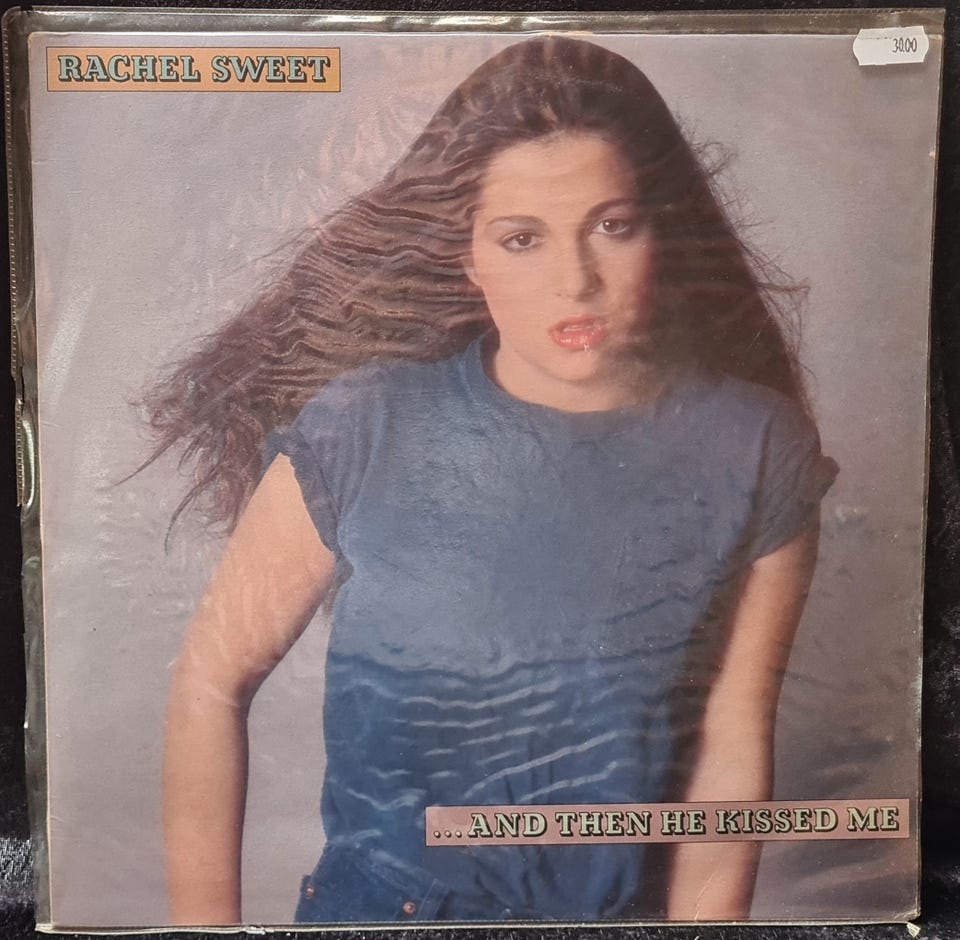 RACHEL SWEET
30.00
...AND THEN HE KISSED ME